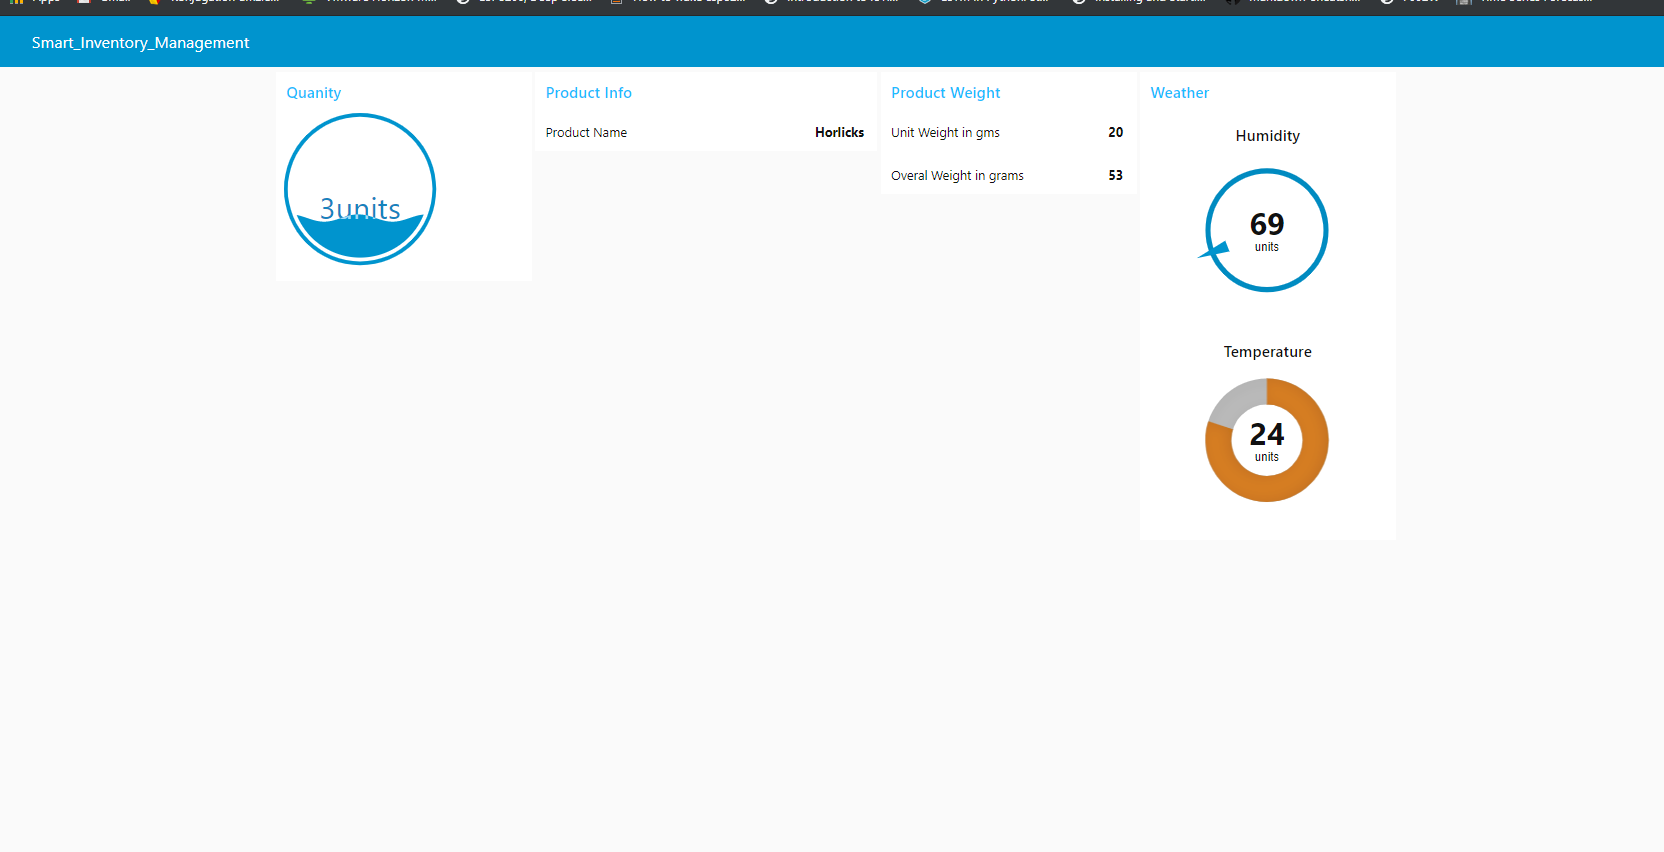 Smart_Inventory_Management
Quanity
3units
Product Info
Product Name Horlicks
Product Weight
Unit Weight in gms 20
Overal Weight in grams 53
Weather
Humidity
69
units
Temperature
24
units